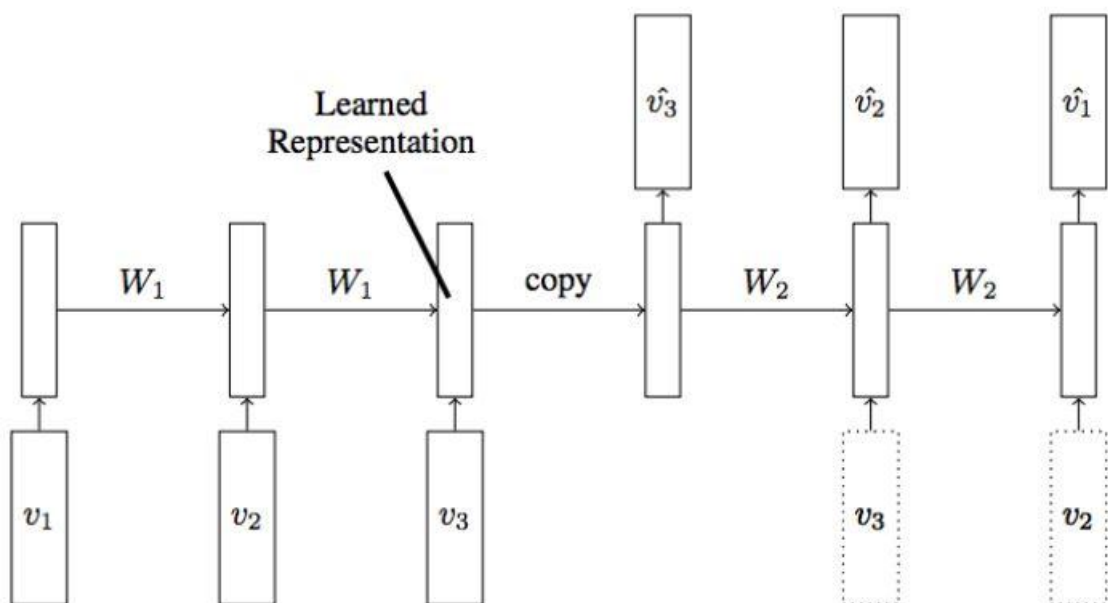 v̂₃ v̂₂ v̂₁
Learned
Representation
W₁ W₁ copy W₂ W₂
v₁ v₂ v₃ v₃ v₂